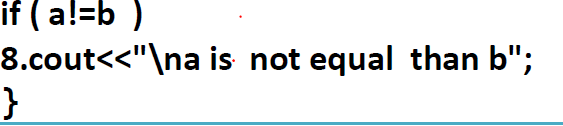 if ( a!=b )
8.cout<<"\na is not equal than b";
}